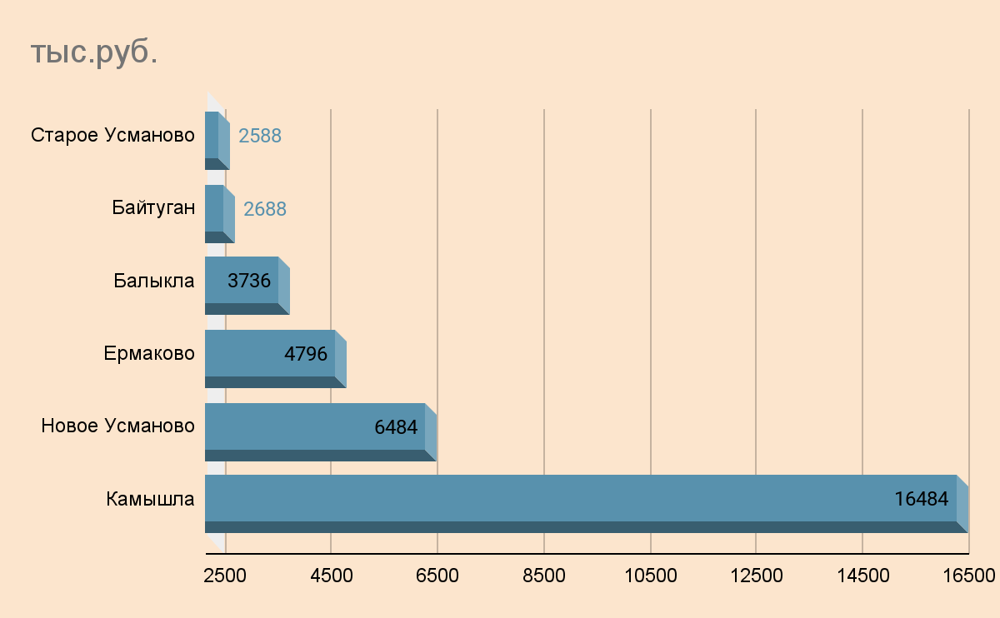 тыс.руб.
Старое Усманово 2588
Байтуган 2688
Балыкла 3736
Ермаково 4796
Новое Усманово 6484
Камышла 16484
2500 4500 6500 8500 10500 12500 14500 16500